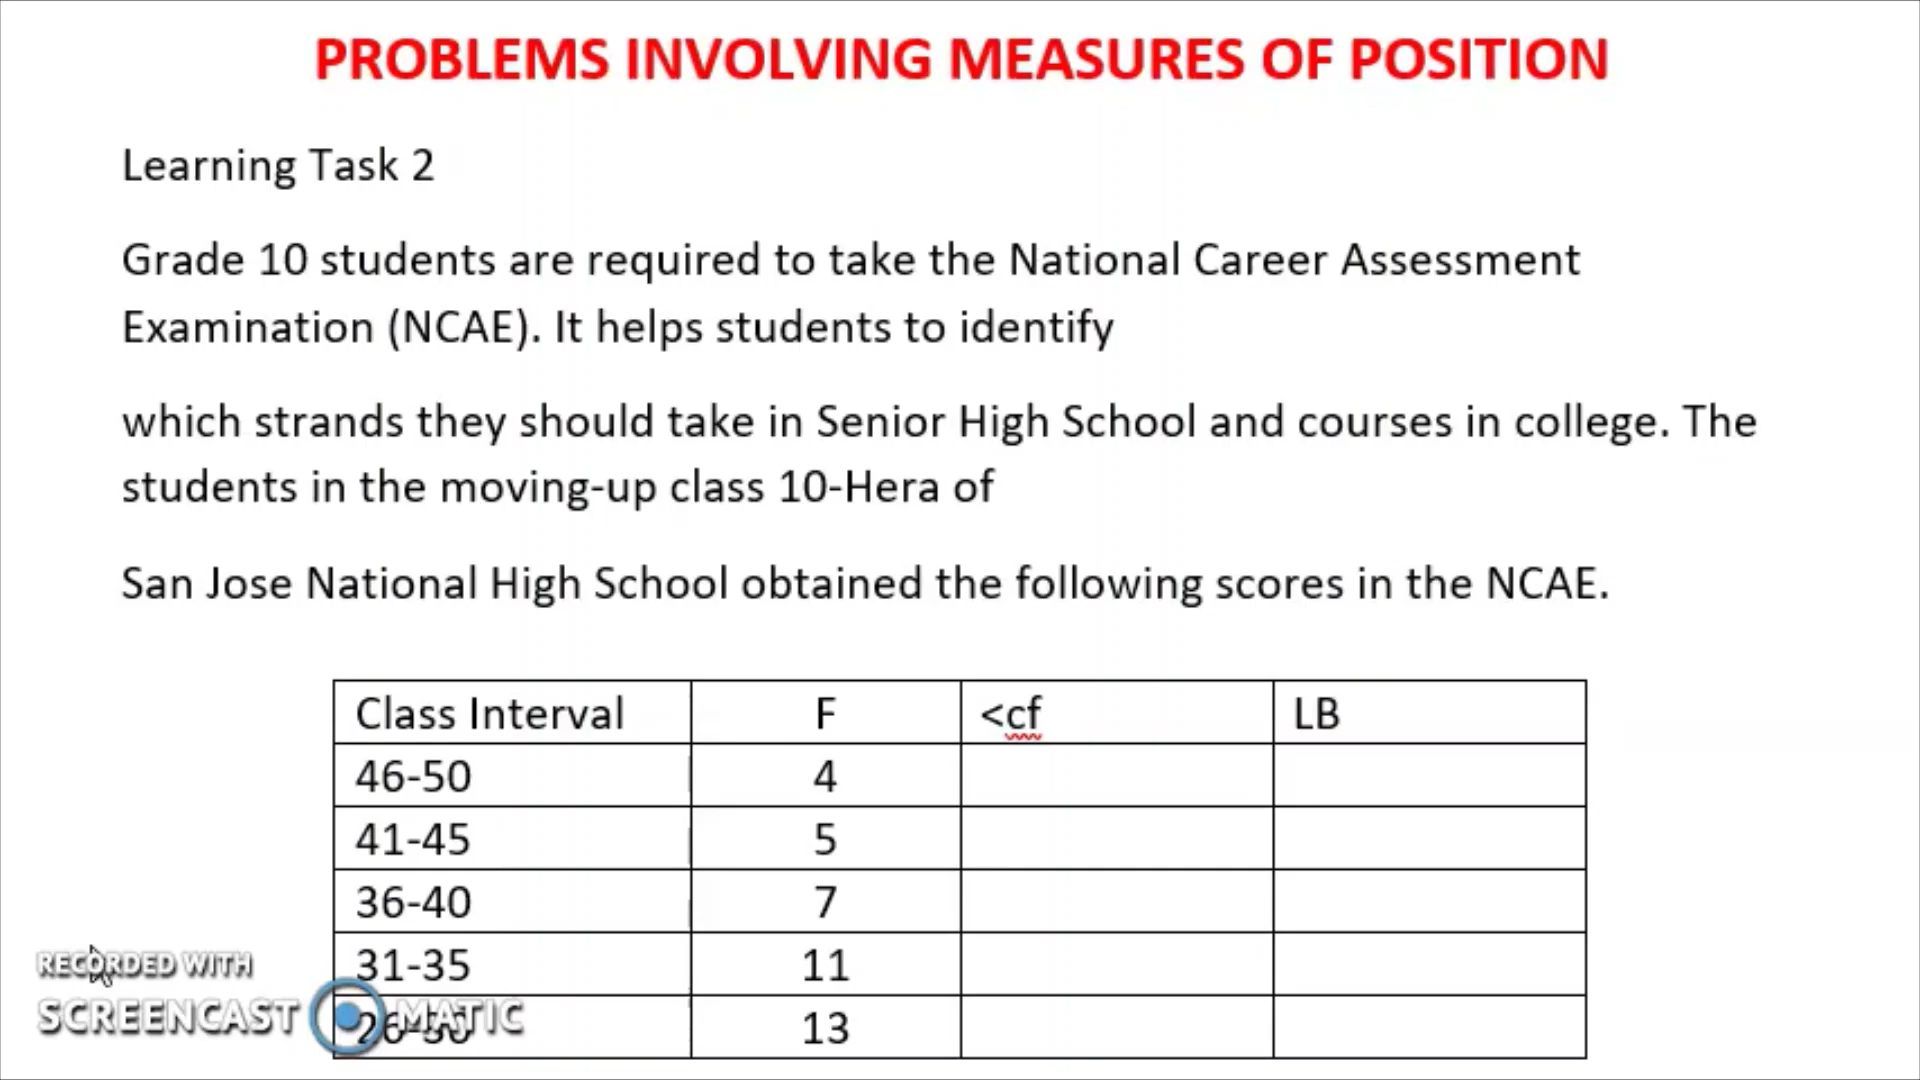 PROBLEMS INVOLVING MEASURES OF POSITION
Learning Task 2
Grade 10 students are required to take the National Career Assessment
Examination (NCAE). It helps students to identify
which strands they should take in Senior High School and courses in college. The
students in the moving-up class 10-Hera of
San Jose National High School obtained the following scores in the NCAE.
Class Interval F <cf LB
46-50 4
41-45 5
36-40 7
31-35 11
26-30 13
RECORDED WITH
SCREENCAST MATIC